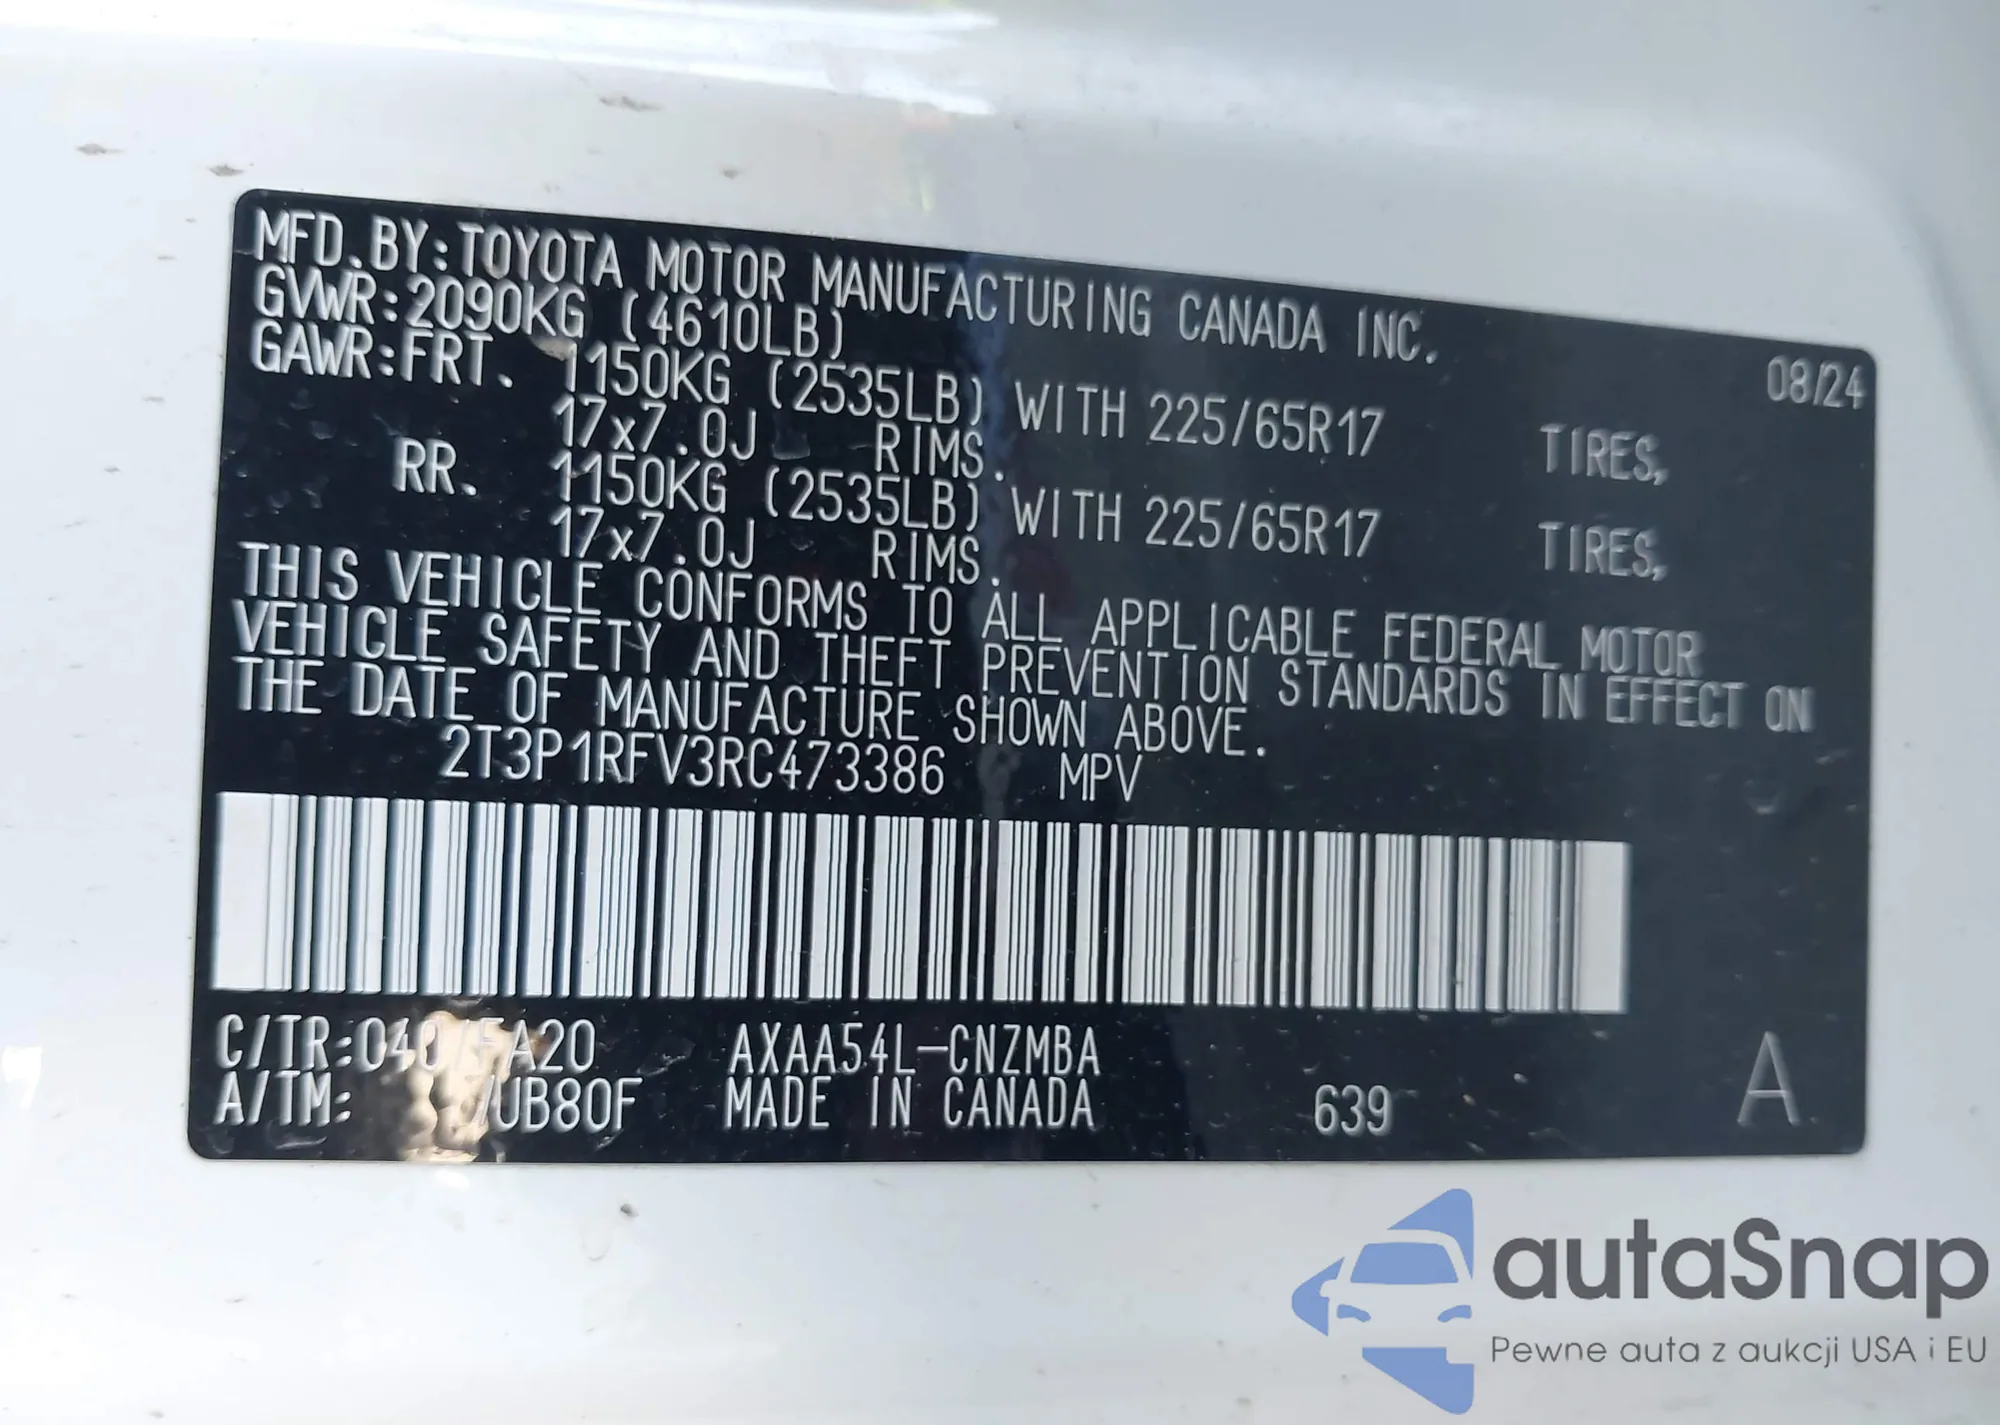 MFD. BY: TOYOTA MOTOR MANUFACTURING CANADA INC.
08/24
GVWR: 2090KG (4610LB)
GAWR: FRT. 1150KG (2535LB) WITH 225/65R17 TIRES,
17x7.0J RIMS.
RR. 1150KG (2535LB) WITH 225/65R17 TIRES,
17x7.0J RIMS.
THIS VEHICLE CONFORMS TO ALL APPLICABLE FEDERAL MOTOR
VEHICLE SAFETY AND THEFT PREVENTION STANDARDS IN EFFECT ON
THE DATE OF MANUFACTURE SHOWN ABOVE.
2T3P1RFV3RC473386 MPV
C/TR: 040/FA20 AXAA54L-CNZMBA
A/TM: /UB80F MADE IN CANADA 639 A
autaSnap
Pewne auta z aukcji USA i EU